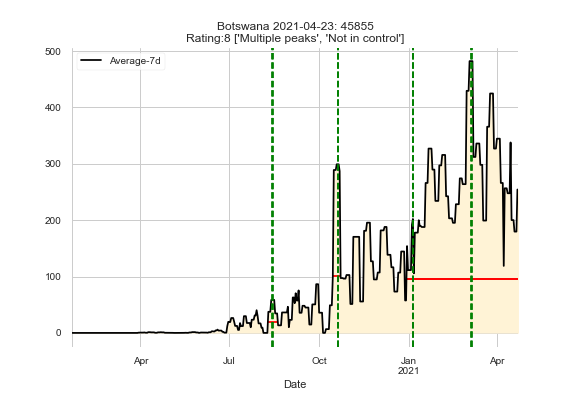 Botswana 2021-04-23: 45855
Rating:8 ['Multiple peaks', 'Not in control']
Average-7d
500
400
300
200
100
0
Apr
Jul
Oct
Jan
2021
Apr
Date